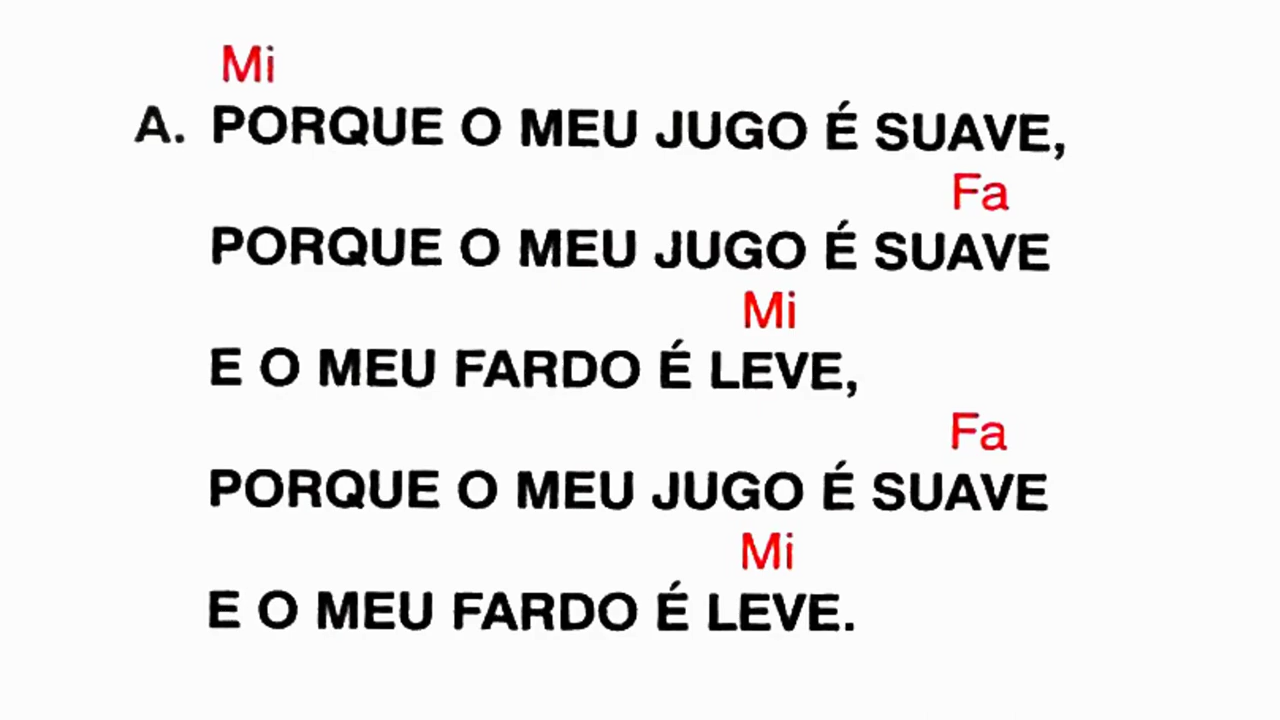 Mi
A. PORQUE O MEU JUGO É SUAVE,
Fa
PORQUE O MEU JUGO É SUAVE
Mi
E O MEU FARDO É LEVE,
Fa
PORQUE O MEU JUGO É SUAVE
Mi
E O MEU FARDO É LEVE.